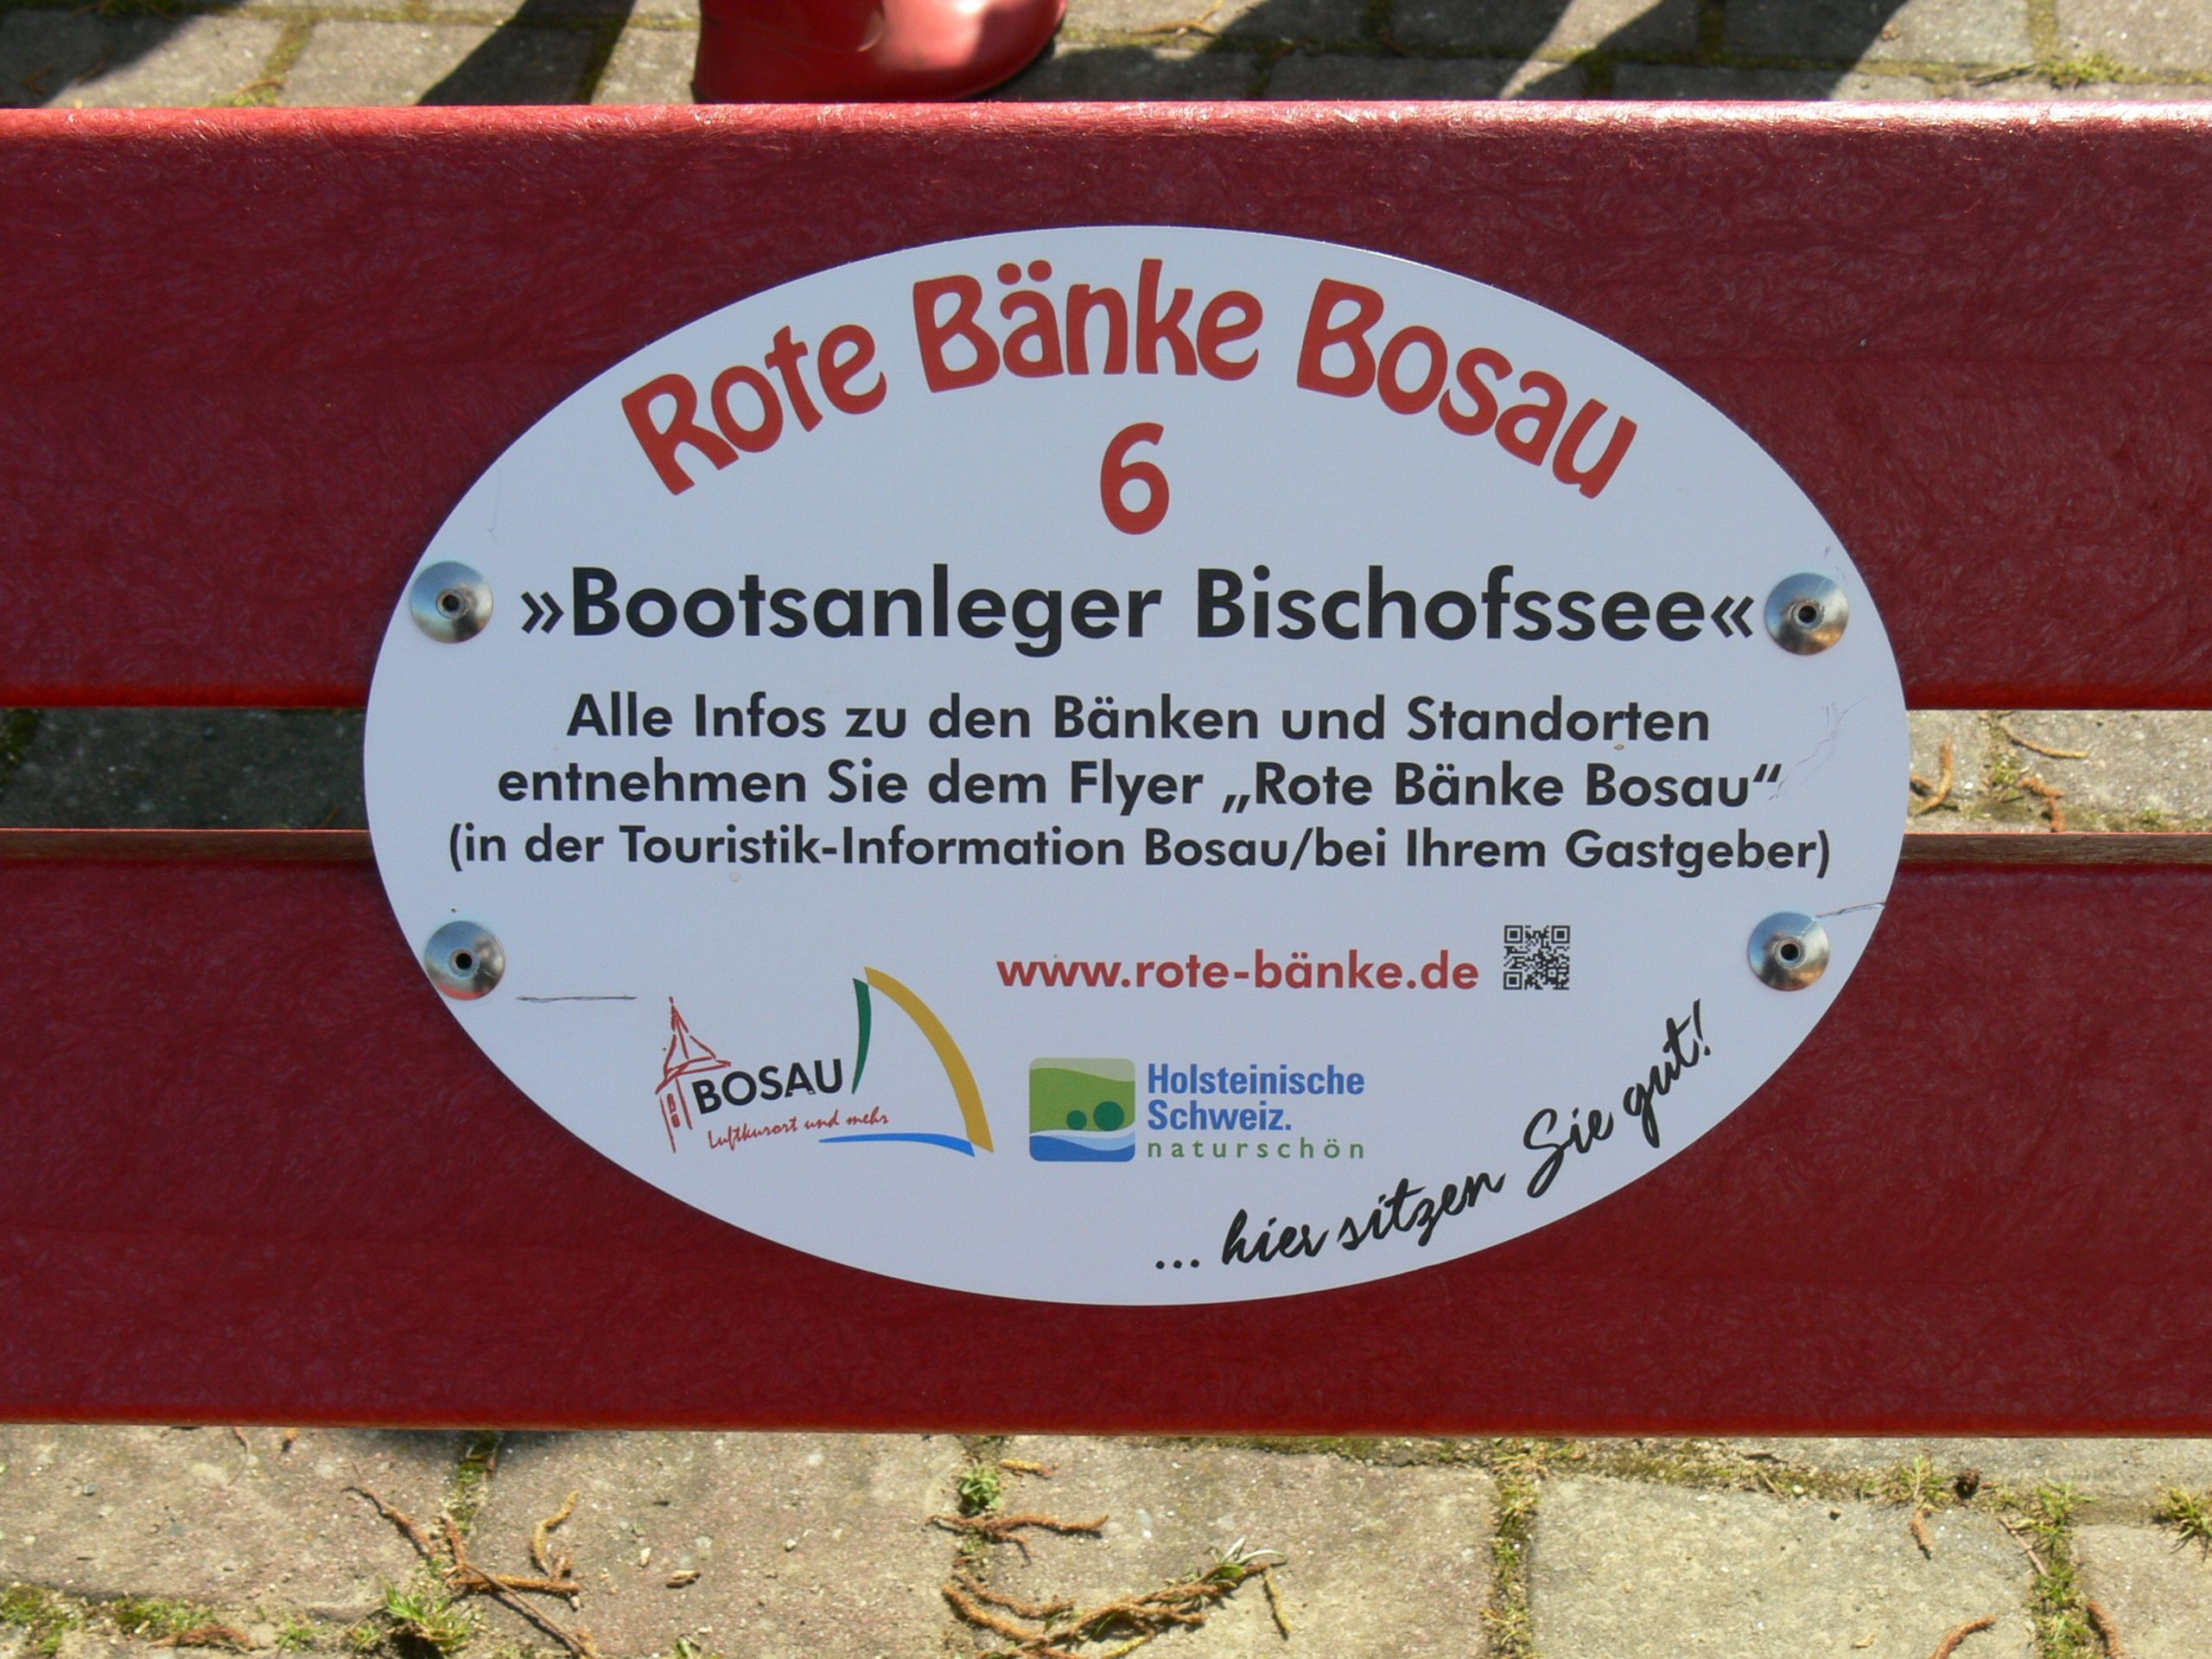 Rote Bänke Bosau
6
»Bootsanleger Bischofssee«
Alle Infos zu den Bänken und Standorten
entnehmen Sie dem Flyer „Rote Bänke Bosau“
(in der Touristik-Information Bosau/bei Ihrem Gastgeber)
www.rote-bänke.de
BOSAU
Luftkurort und mehr
Holsteinische
Schweiz.
naturschön
... hier sitzen Sie gut!